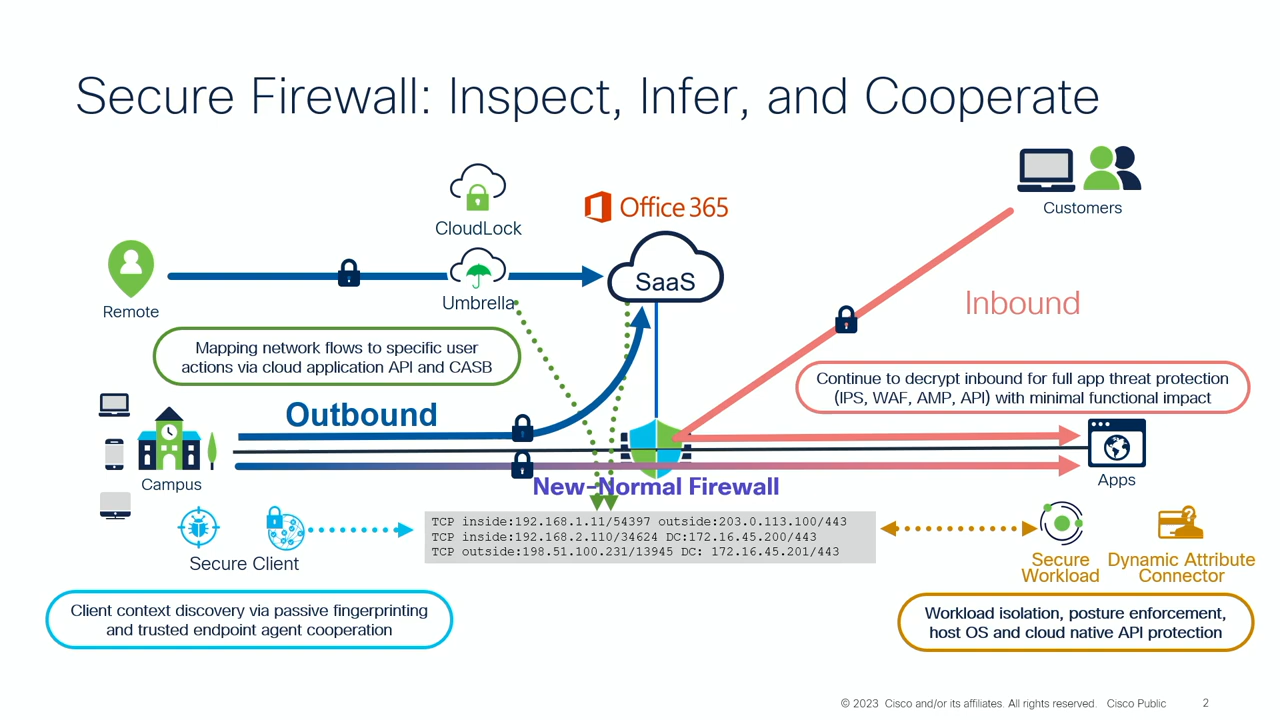 Secure Firewall: Inspect, Infer, and Cooperate
CloudLock
Office 365
Customers
SaaS
Umbrella
Remote
Inbound
Mapping network flows to specific user
actions via cloud application API and CASB
Continue to decrypt inbound for full app threat protection
(IPS, WAF, AMP, API) with minimal functional impact
Outbound
Campus
Apps
New-Normal Firewall
TCP inside:192.168.1.11/54397 outside:203.0.113.100/443
TCP inside:192.168.2.110/34624 DC:172.16.45.200/443
TCP outside:198.51.100.231/13945 DC: 172.16.45.201/443
Secure Client
Secure
Workload
Dynamic Attribute
Connector
Client context discovery via passive fingerprinting
and trusted endpoint agent cooperation
Workload isolation, posture enforcement,
host OS and cloud native API protection
© 2023 Cisco and/or its affiliates. All rights reserved. Cisco Public 2